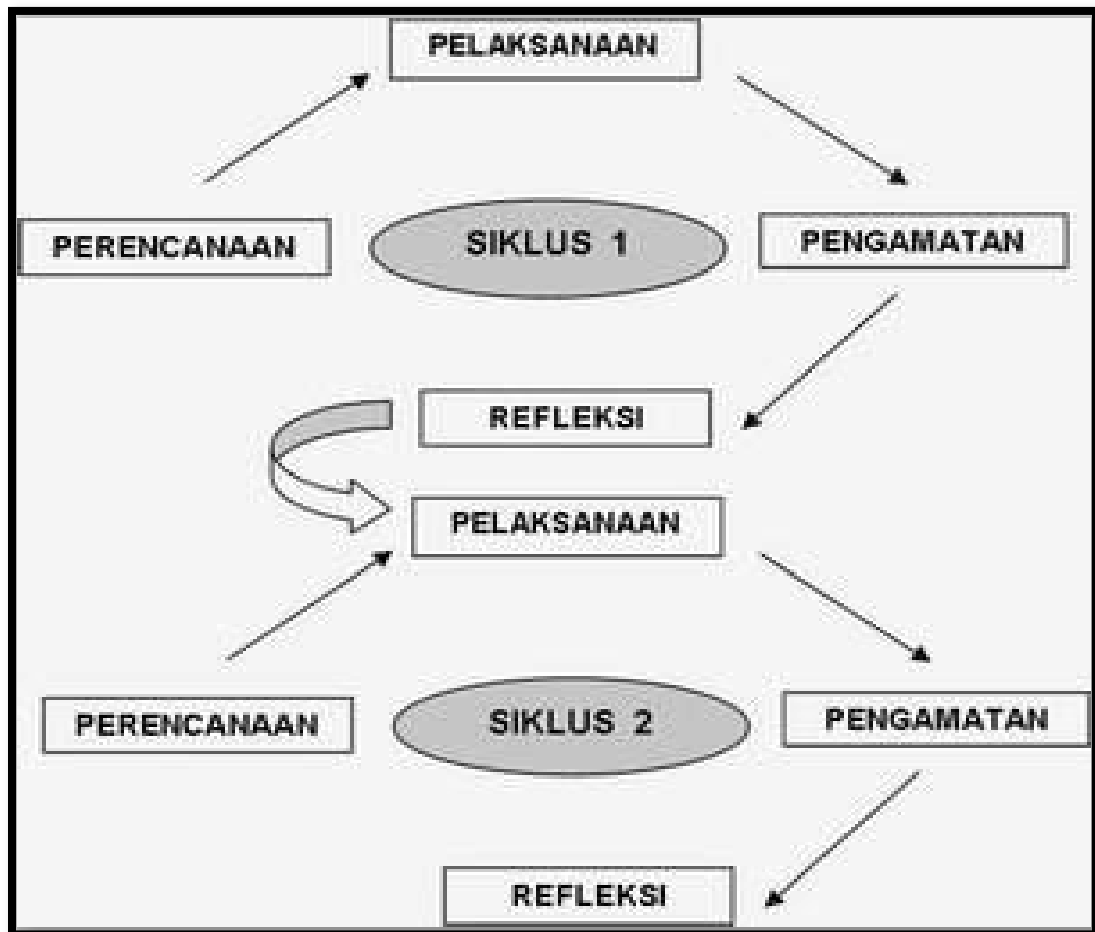 PELAKSANAAN
PERENCANAAN
SIKLUS 1
PENGAMATAN
REFLEKSI
PELAKSANAAN
PERENCANAAN
SIKLUS 2
PENGAMATAN
REFLEKSI